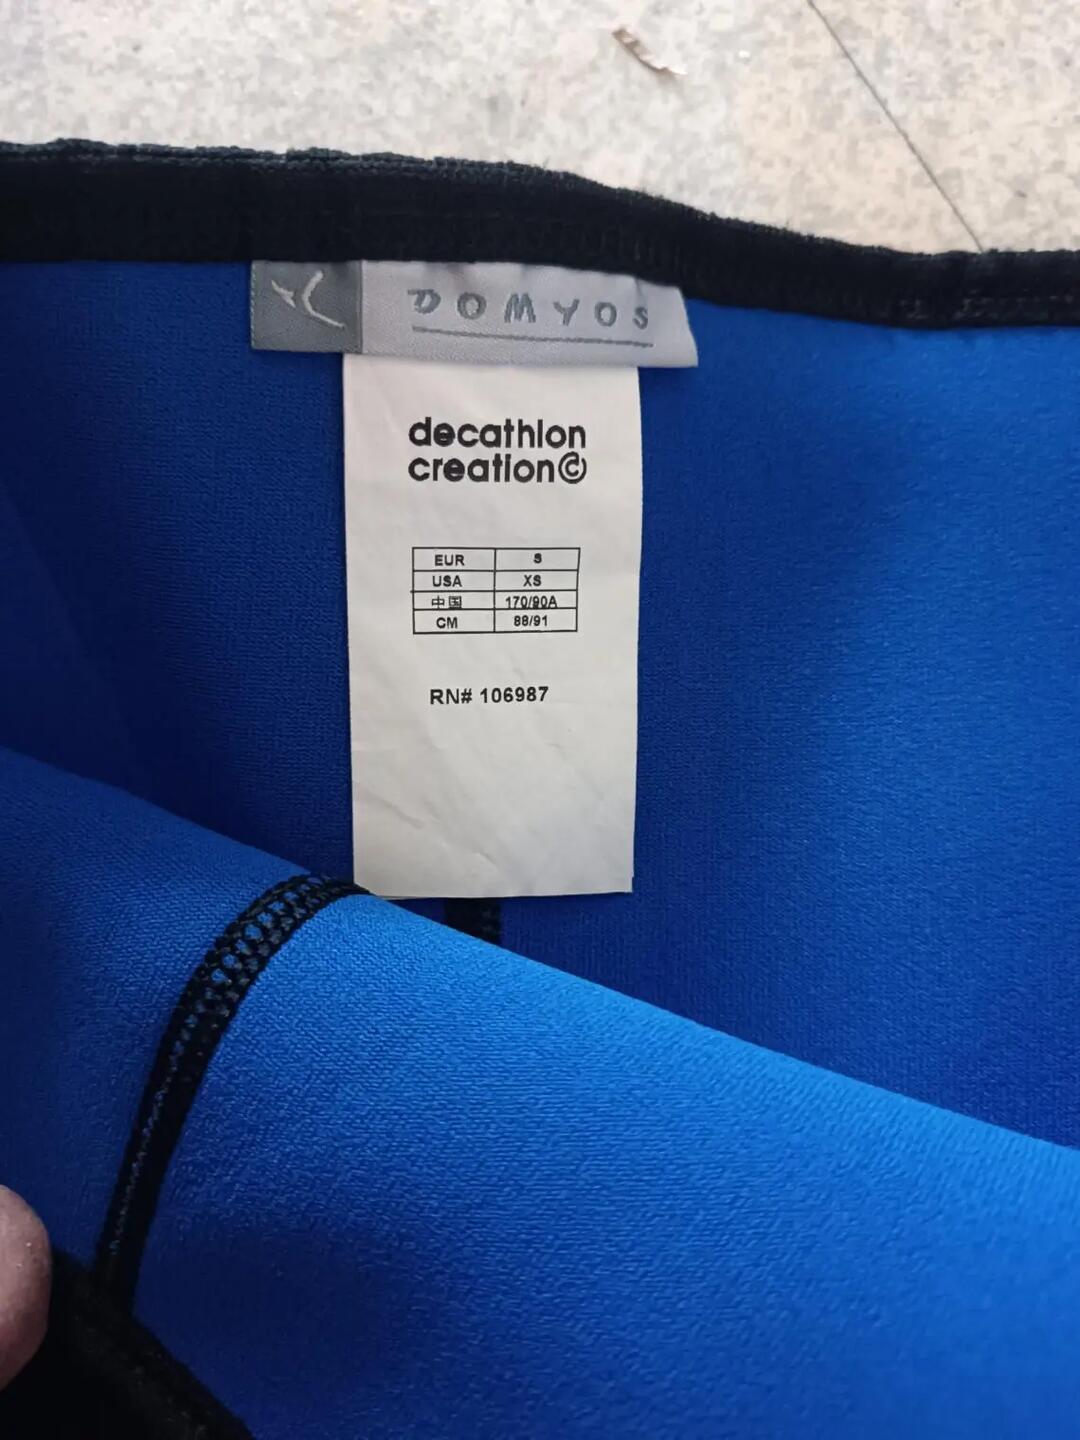 DOMYOS
decathlon
creation©
EUR S
USA XS
中国 170/90A
CM 88/91
RN# 106987